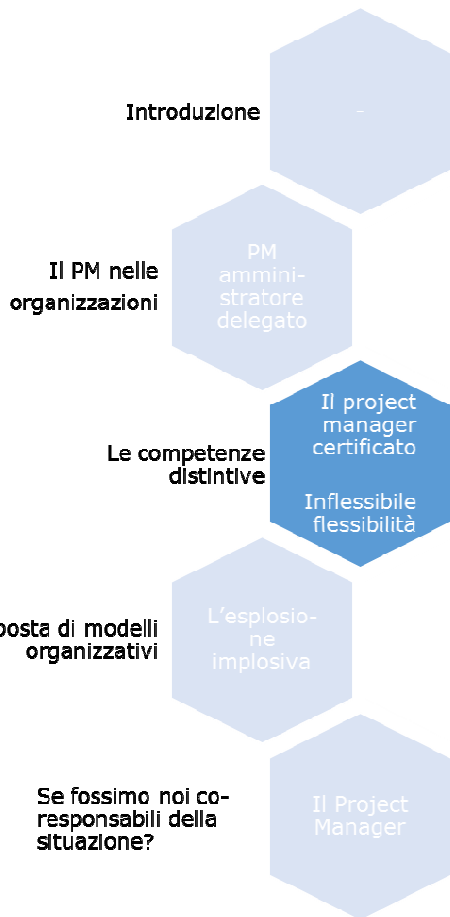 Introduzione
-
Il PM nelle
organizzazioni
PM
ammini-
stratore
delegato
Le competenze
distintive
Il project
manager
certificato
Inflessibile
flessibilità
posta di modelli
organizzativi
L'esplosio-
ne
implosiva
Se fossimo noi co-
responsabili della
situazione?
Il Project
Manager